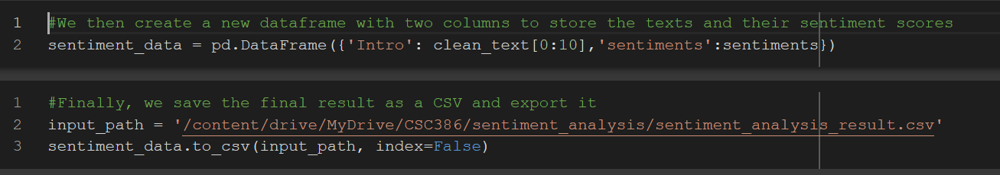 1 #We then create a new dataframe with two columns to store the texts and their sentiment scores
2 sentiment_data = pd.DataFrame({'Intro': clean_text[0:10],'sentiments':sentiments})
1 #Finally, we save the final result as a CSV and export it
2 input_path = '/content/drive/MyDrive/CSC386/sentiment_analysis/sentiment_analysis_result.csv'
3 sentiment_data.to_csv(input_path, index=False)